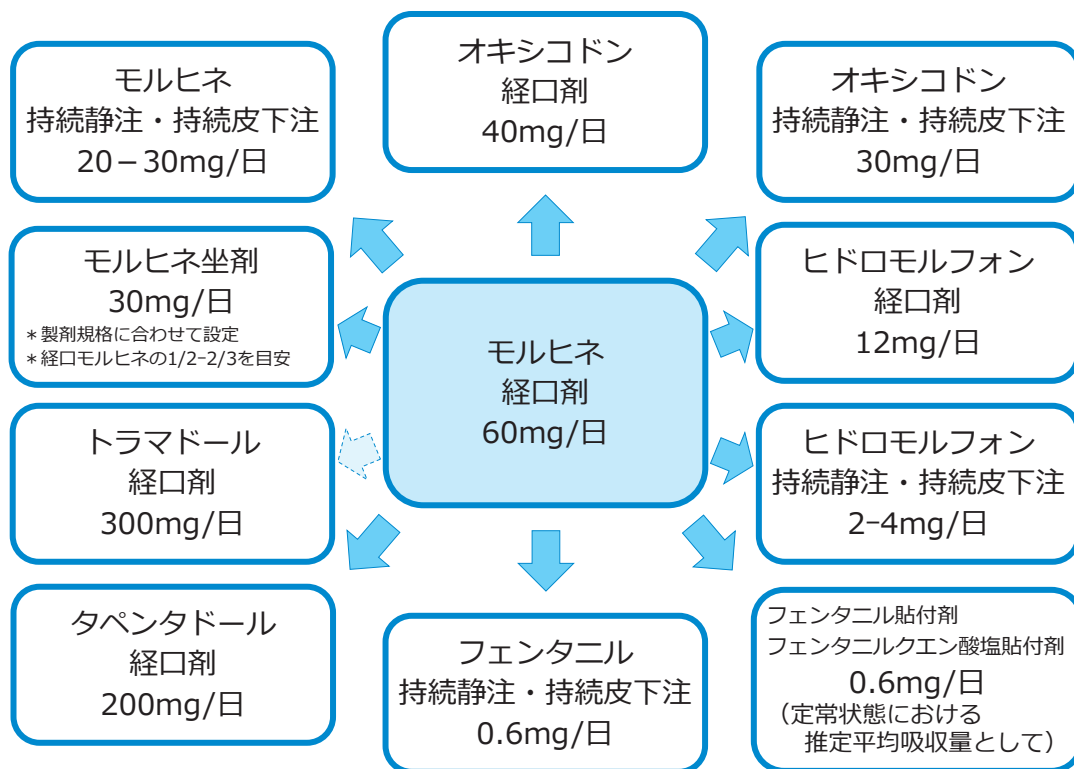 モルヒネ
持続静注・持続皮下注
20－30mg/日
オキシコドン
経口剤
40mg/日
オキシコドン
持続静注・持続皮下注
30mg/日
モルヒネ坐剤
30mg/日
＊製剤規格に合わせて設定
＊経口モルヒネの1/2−2/3を目安
モルヒネ
経口剤
60mg/日
ヒドロモルフォン
経口剤
12mg/日
トラマドール
経口剤
300mg/日
ヒドロモルフォン
持続静注・持続皮下注
2−4mg/日
タペンタドール
経口剤
200mg/日
フェンタニル
持続静注・持続皮下注
0.6mg/日
フェンタニル貼付剤
フェンタニルクエン酸塩貼付剤
0.6mg/日
（定常状態における
推定平均吸収量として）